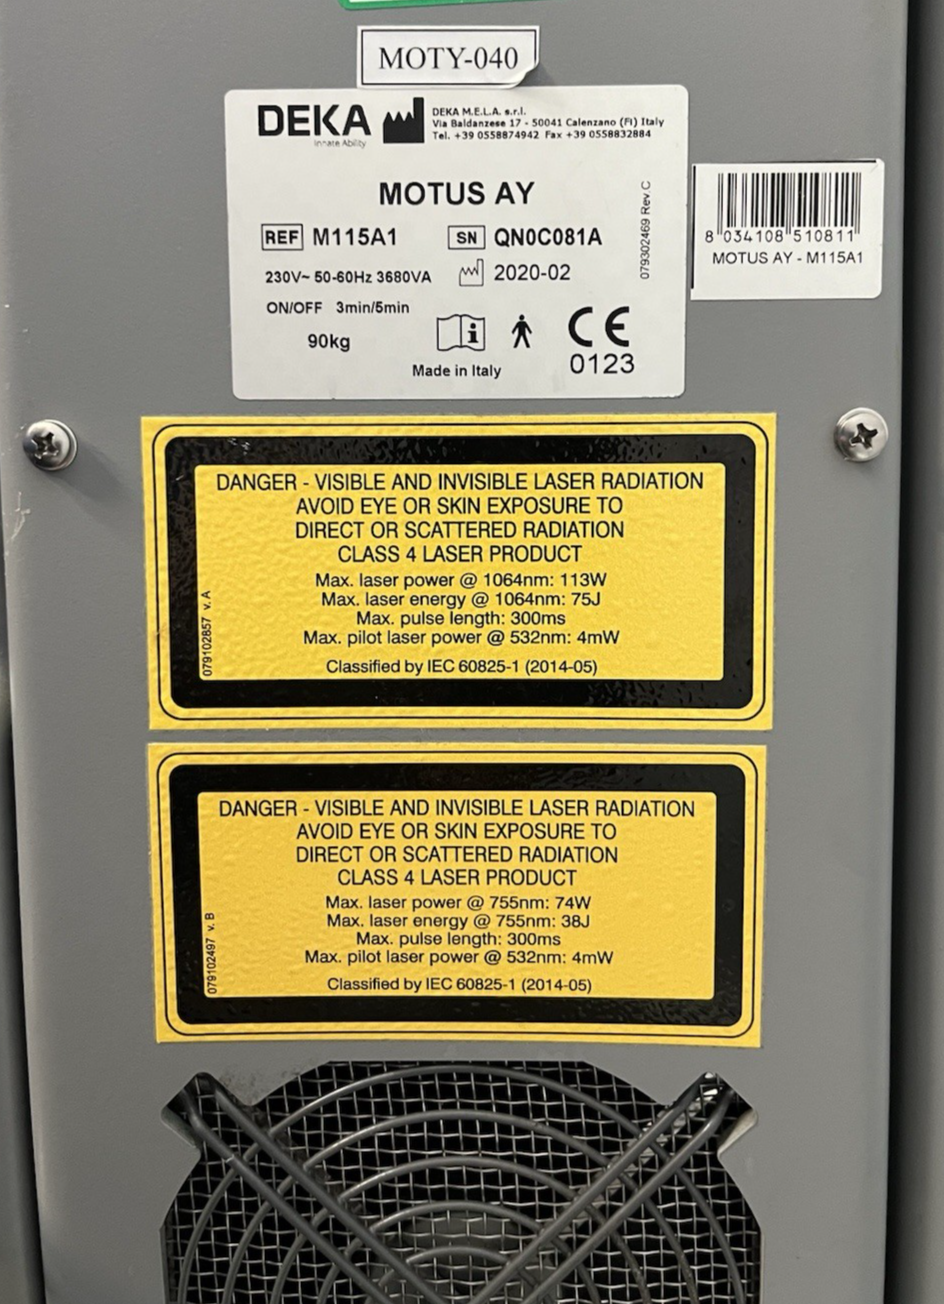 MOTY-040
DEKA
Innate Ability
DEKA M.E.L.A. s.r.l.
Via Baldanzese 17 - 50041 Calenzano (FI) Italy
Tel. +39 0558874942 Fax +39 0558832884
MOTUS AY
REF M115A1
SN QN0C081A
230V~ 50-60Hz 3680VA
2020-02
ON/OFF 3min/5min
90kg
i
CE
0123
Made in Italy
079302469 Rev.C
8 034108 510811
MOTUS AY - M115A1
DANGER - VISIBLE AND INVISIBLE LASER RADIATION
AVOID EYE OR SKIN EXPOSURE TO
DIRECT OR SCATTERED RADIATION
CLASS 4 LASER PRODUCT
Max. laser power @ 1064nm: 113W
Max. laser energy @ 1064nm: 75J
Max. pulse length: 300ms
Max. pilot laser power @ 532nm: 4mW
Classified by IEC 60825-1 (2014-05)
079102857 v. A
DANGER - VISIBLE AND INVISIBLE LASER RADIATION
AVOID EYE OR SKIN EXPOSURE TO
DIRECT OR SCATTERED RADIATION
CLASS 4 LASER PRODUCT
Max. laser power @ 755nm: 74W
Max. laser energy @ 755nm: 38J
Max. pulse length: 300ms
Max. pilot laser power @ 532nm: 4mW
Classified by IEC 60825-1 (2014-05)
079102497 v. B